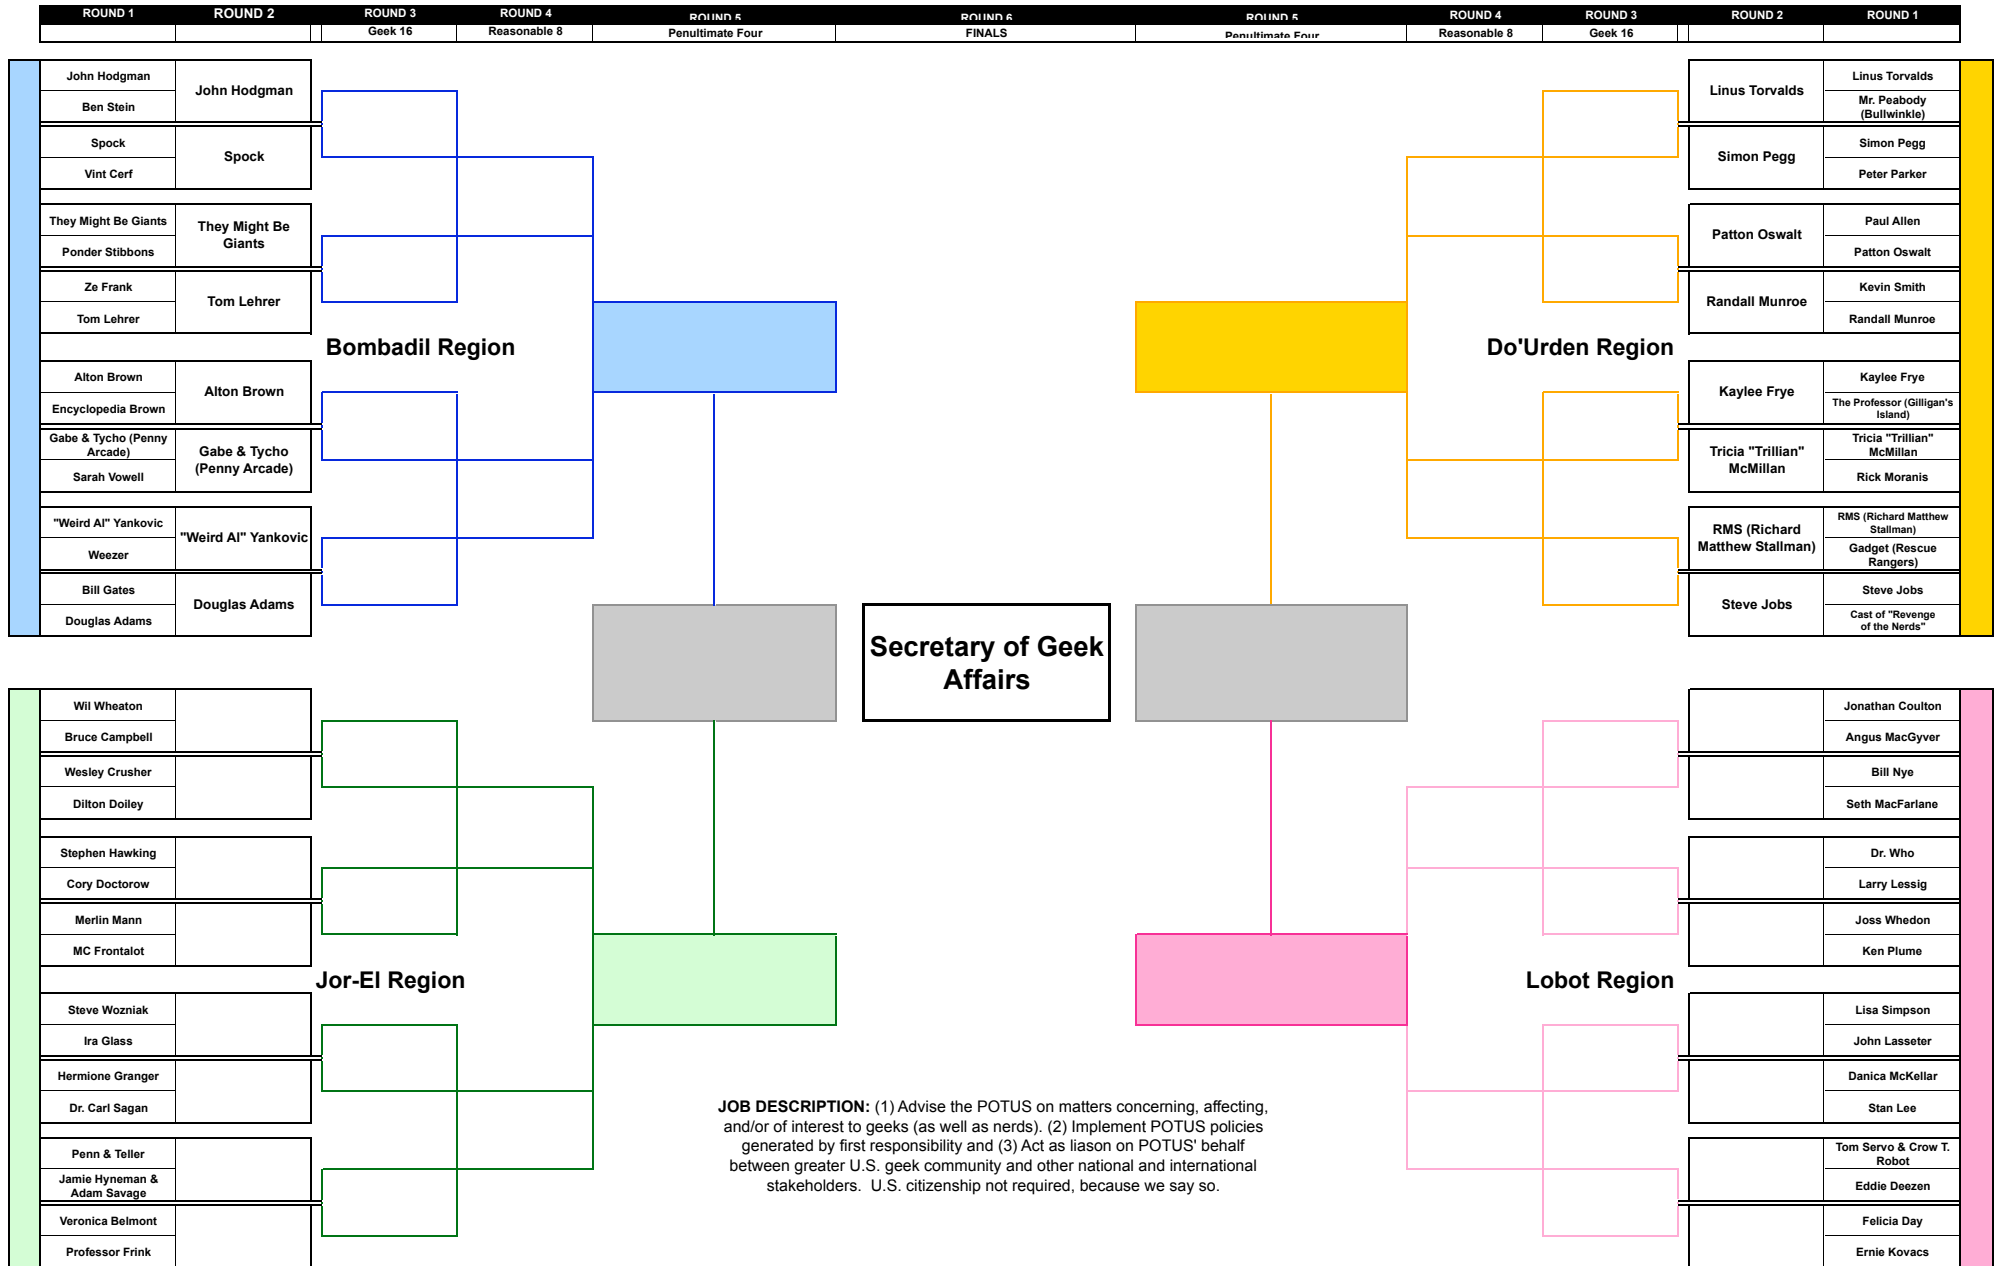 ROUND 1
ROUND 2
ROUND 3
ROUND 4
ROUND 5
ROUND 6
ROUND 5
ROUND 4
ROUND 3
ROUND 2
ROUND 1
Geek 16
Reasonable 8
Penultimate Four
FINALS
Penultimate Four
Reasonable 8
Geek 16
John Hodgman
Ben Stein
John Hodgman
Spock
Vint Cerf
Spock
They Might Be Giants
Ponder Stibbons
They Might Be
Giants
Ze Frank
Tom Lehrer
Tom Lehrer
Bombadil Region
Alton Brown
Encyclopedia Brown
Alton Brown
Gabe & Tycho (Penny
Arcade)
Sarah Vowell
Gabe & Tycho
(Penny Arcade)
"Weird Al" Yankovic
Weezer
"Weird Al" Yankovic
Bill Gates
Douglas Adams
Douglas Adams
Linus Torvalds
Linus Torvalds
Mr. Peabody
(Bullwinkle)
Simon Pegg
Simon Pegg
Peter Parker
Patton Oswalt
Paul Allen
Patton Oswalt
Randall Munroe
Kevin Smith
Randall Munroe
Do'Urden Region
Kaylee Frye
Kaylee Frye
The Professor (Gilligan's
Island)
Tricia "Trillian"
McMillan
Tricia "Trillian"
McMillan
Rick Moranis
RMS (Richard
Matthew Stallman)
RMS (Richard Matthew
Stallman)
Gadget (Rescue
Rangers)
Steve Jobs
Steve Jobs
Cast of "Revenge
of the Nerds"
Secretary of Geek
Affairs
Wil Wheaton
Bruce Campbell
Wesley Crusher
Dilton Doiley
Stephen Hawking
Cory Doctorow
Merlin Mann
MC Frontalot
Jor-El Region
Steve Wozniak
Ira Glass
Hermione Granger
Dr. Carl Sagan
Penn & Teller
Jamie Hyneman &
Adam Savage
Veronica Belmont
Professor Frink
Jonathan Coulton
Angus MacGyver
Bill Nye
Seth MacFarlane
Dr. Who
Larry Lessig
Joss Whedon
Ken Plume
Lobot Region
Lisa Simpson
John Lasseter
Danica McKellar
Stan Lee
Tom Servo & Crow T.
Robot
Eddie Deezen
Felicia Day
Ernie Kovacs
JOB DESCRIPTION: (1) Advise the POTUS on matters concerning, affecting,
and/or of interest to geeks (as well as nerds). (2) Implement POTUS policies
generated by first responsibility and (3) Act as liason on POTUS' behalf
between greater U.S. geek community and other national and international
stakeholders. U.S. citizenship not required, because we say so.